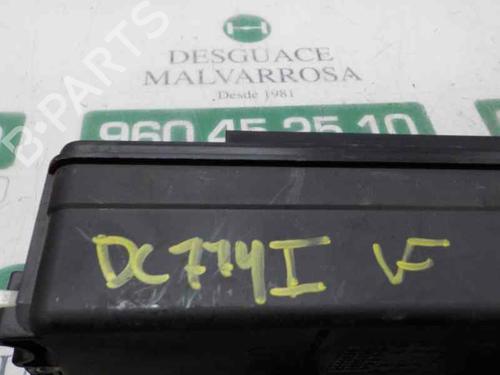 B-PARTS
DESGUACE
MALVARROSA
Desde 1981
960 45 25 10
DC774I VF